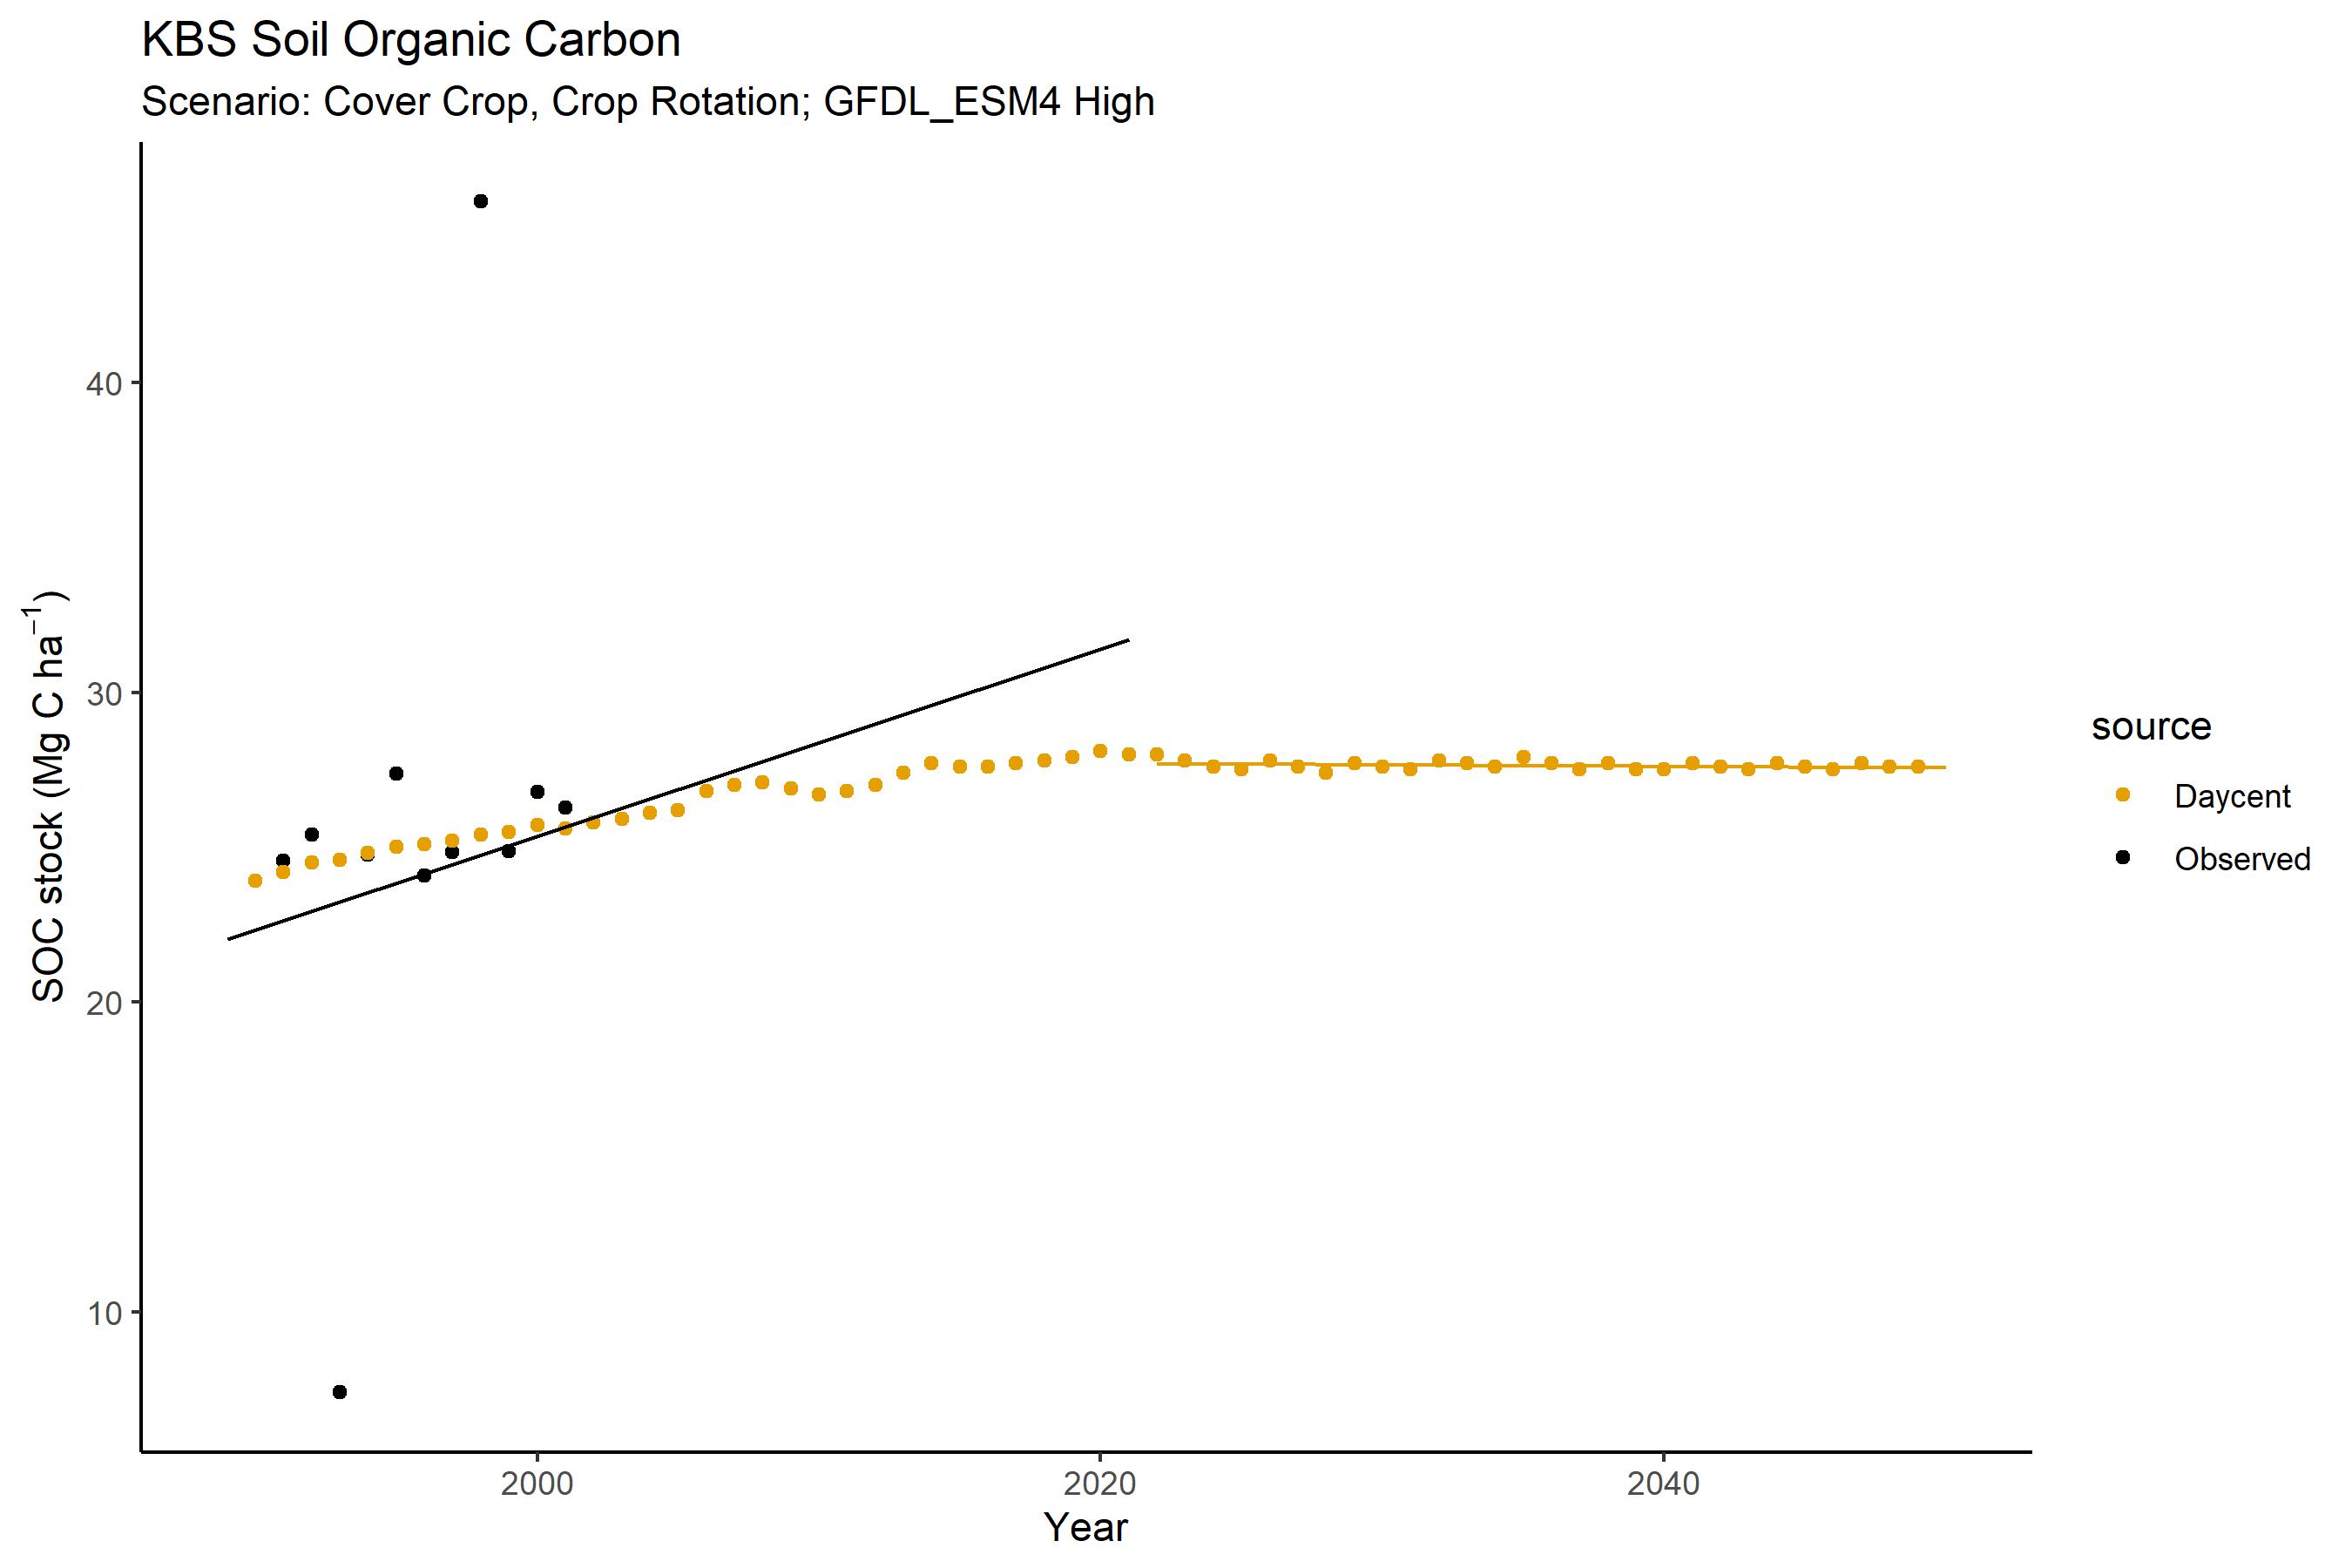 KBS Soil Organic Carbon
Scenario: Cover Crop, Crop Rotation; GFDL_ESM4 High
SOC stock (Mg C ha⁻¹)
40
30
20
10
2000 2020 2040
Year
source
Daycent
Observed